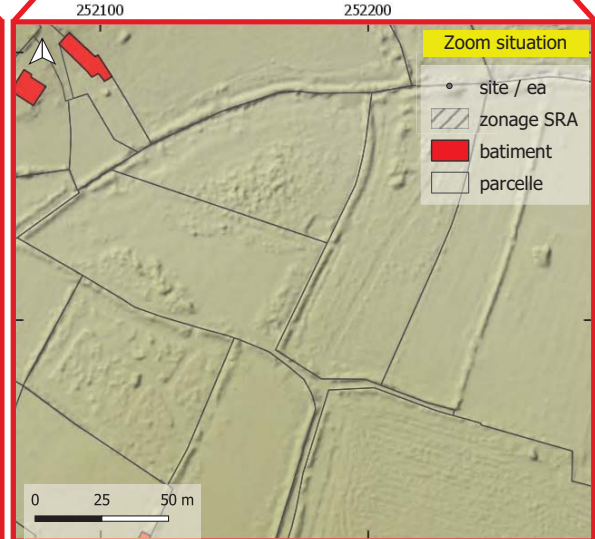 252100 252200
Zoom situation
site / ea
zonage SRA
batiment
parcelle
0 25 50 m